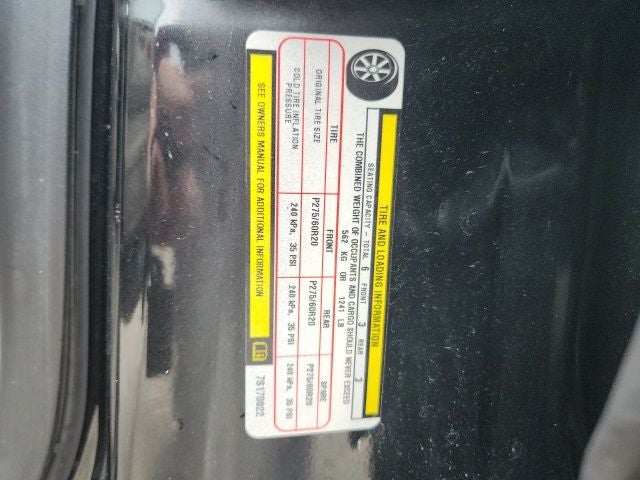 TIRE AND LOADING INFORMATION
SEATING CAPACITY - TOTAL 6 FRONT 3 REAR 3
THE COMBINED WEIGHT OF OCCUPANTS AND CARGO SHOULD NEVER EXCEED
562 KG OR 1241 LB
TIRE FRONT REAR SPARE
ORIGINAL TIRE SIZE P275/60R20 P275/60R20 P275/60R20
COLD TIRE INFLATION PRESSURE 240 kPa, 35 PSI 240 kPa, 35 PSI 240 kPa, 35 PSI
SEE OWNERS MANUAL FOR ADDITIONAL INFORMATION
7S170822